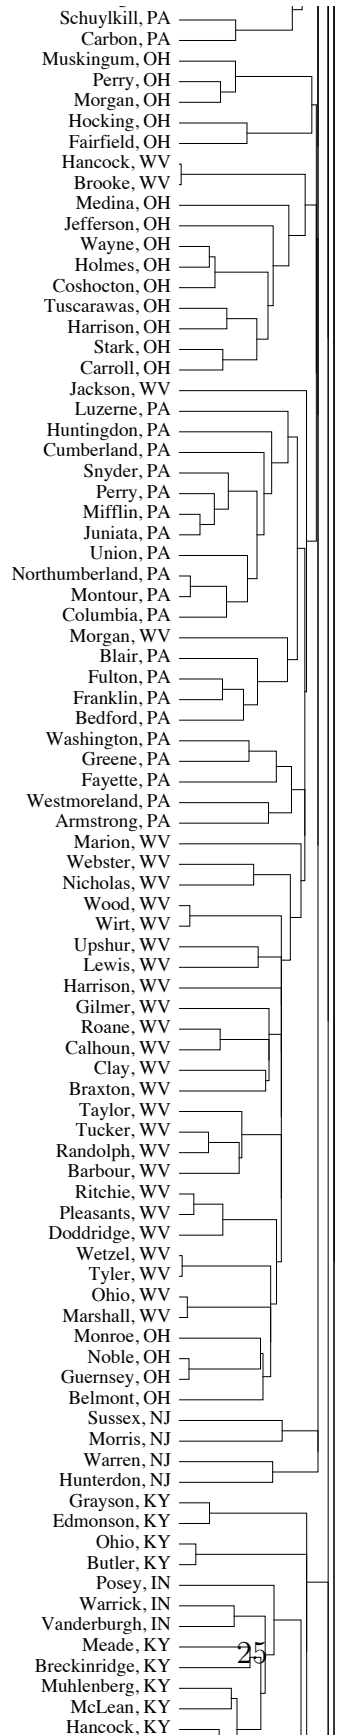 Schuylkill, PA
Carbon, PA
Muskingum, OH
Perry, OH
Morgan, OH
Hocking, OH
Fairfield, OH
Hancock, WV
Brooke, WV
Medina, OH
Jefferson, OH
Wayne, OH
Holmes, OH
Coshocton, OH
Tuscarawas, OH
Harrison, OH
Stark, OH
Carroll, OH
Jackson, WV
Luzerne, PA
Huntingdon, PA
Cumberland, PA
Snyder, PA
Perry, PA
Mifflin, PA
Juniata, PA
Union, PA
Northumberland, PA
Montour, PA
Columbia, PA
Morgan, WV
Blair, PA
Fulton, PA
Franklin, PA
Bedford, PA
Washington, PA
Greene, PA
Fayette, PA
Westmoreland, PA
Armstrong, PA
Marion, WV
Webster, WV
Nicholas, WV
Wood, WV
Wirt, WV
Upshur, WV
Lewis, WV
Harrison, WV
Gilmer, WV
Roane, WV
Calhoun, WV
Clay, WV
Braxton, WV
Taylor, WV
Tucker, WV
Randolph, WV
Barbour, WV
Ritchie, WV
Pleasants, WV
Doddridge, WV
Wetzel, WV
Tyler, WV
Ohio, WV
Marshall, WV
Monroe, OH
Noble, OH
Guernsey, OH
Belmont, OH
Sussex, NJ
Morris, NJ
Warren, NJ
Hunterdon, NJ
Grayson, KY
Edmonson, KY
Ohio, KY
Butler, KY
Posey, IN
Warrick, IN
Vanderburgh, IN
Meade, KY
25
Breckinridge, KY
Muhlenberg, KY
McLean, KY
Hancock, KY